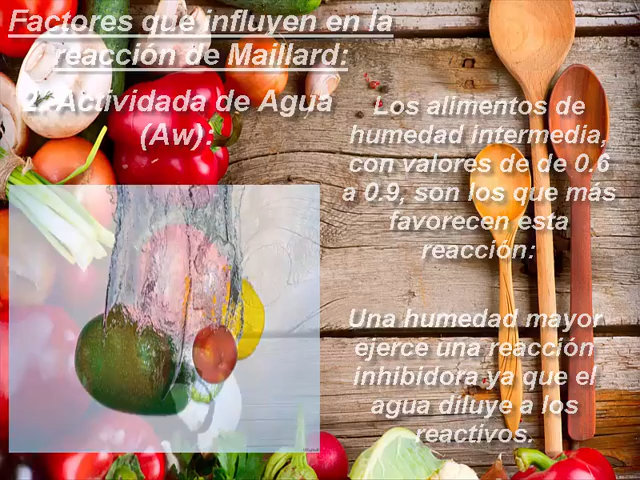 Factores que influyen en la
reacción de Maillard:
2. Actividada de Agua
(Aw):
Los alimentos de
humedad intermedia,
con valores de de 0.6
a 0.9, son los que más
favorecen esta
reacción:
Una humedad mayor
ejerce una reacción
inhibidora ya que el
agua diluye a los
reactivos.